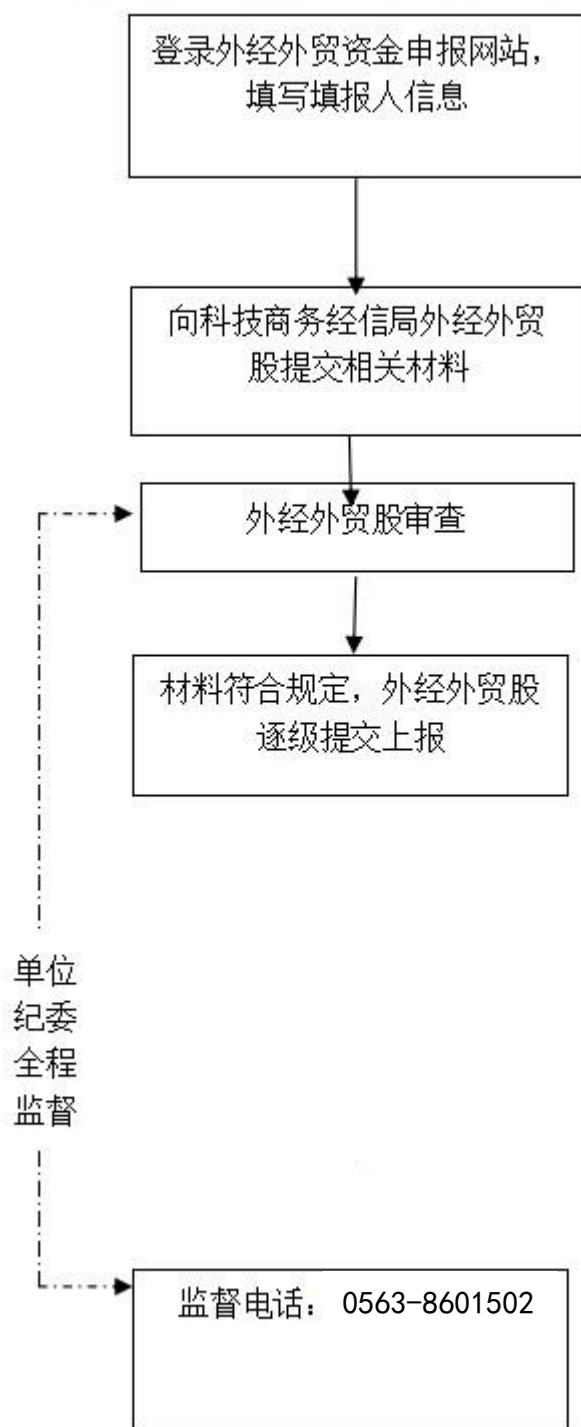 登录外经外贸资金申报网站，
填写填报人信息
向科技商务经信局外经外贸
股提交相关材料
外经外贸股审查
材料符合规定，外经外贸股
逐级提交上报
单位
纪委
全程
监督
监督电话： 0563-8601502